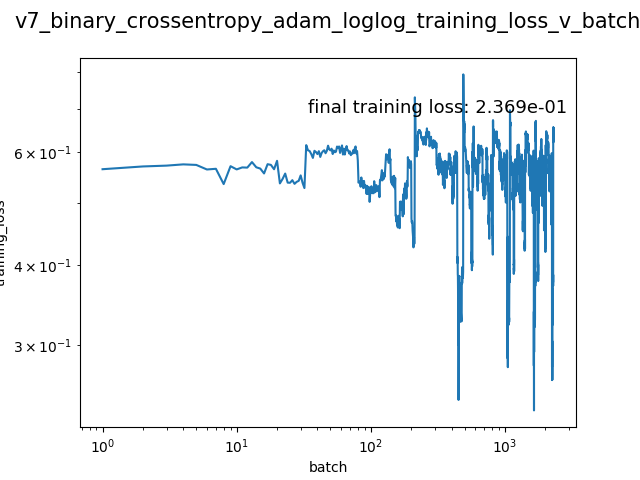 v7_binary_crossentropy_adam_loglog_training_loss_v_batch
final training loss: 2.369e-01
6 × 10⁻¹
4 × 10⁻¹
3 × 10⁻¹
training_loss
10⁰ 10¹ 10² 10³
batch